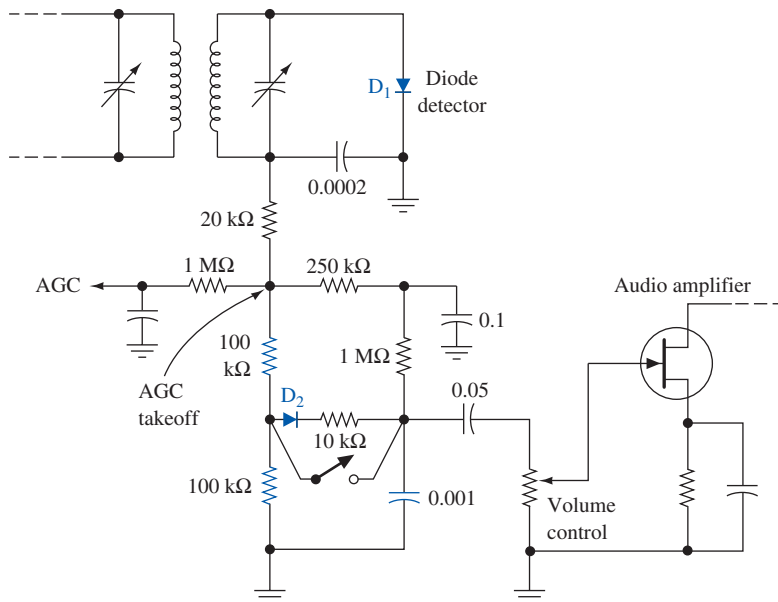 D1
Diode
detector
0.0002
20 kΩ
AGC
1 MΩ
250 kΩ
Audio amplifier
0.1
100
kΩ
1 MΩ
AGC
takeoff
D2
10 kΩ
0.05
100 kΩ
0.001
Volume
control